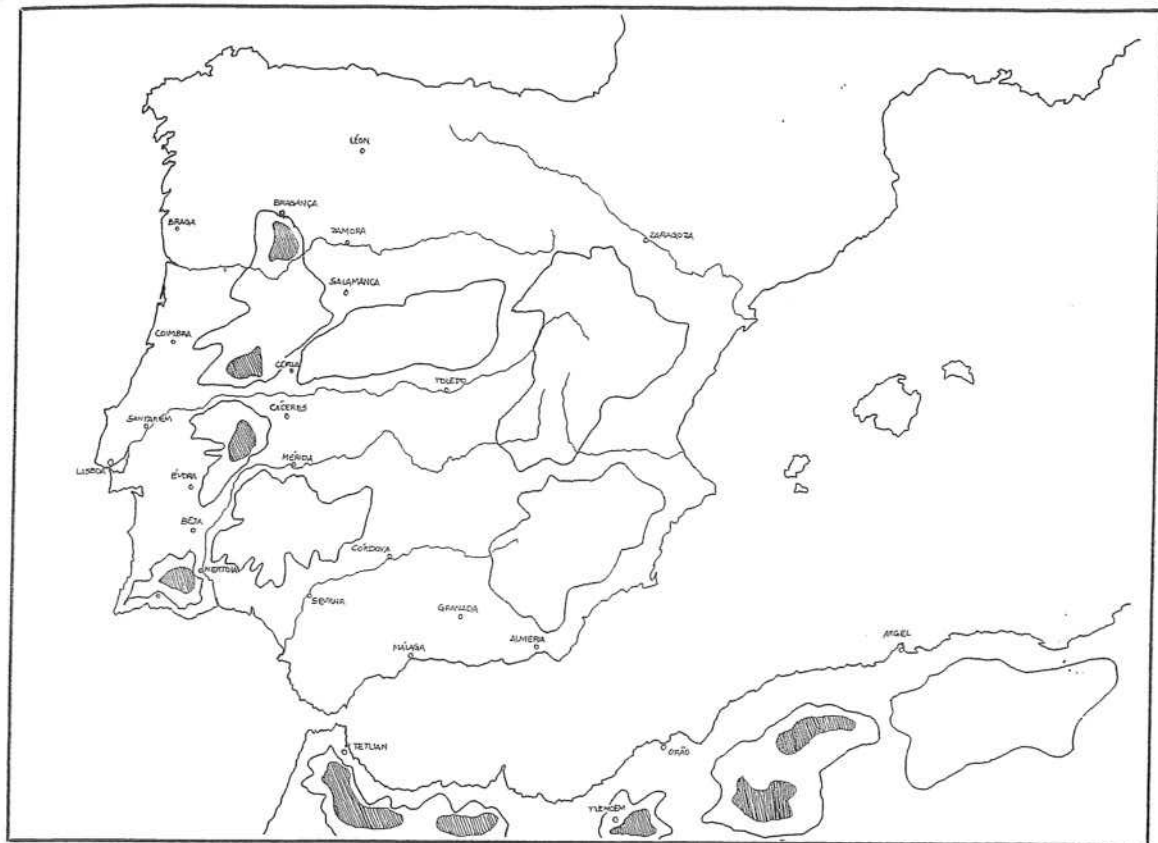 LÉON
BRAGANÇA
BRAGA
ZAMORA
ZARAGOZA
SALAMANCA
COIMBRA
CÓRIA
TOLEDO
CÁCERES
SANTARÉM
LISBOA
MÉRIDA
ÉVORA
BEJA
CÓRDOVA
MÉRTOLA
SEVILHA
GRANADA
ALMERIA
MÁLAGA
ARGEL
TETUAN
ORÃO
TLEMCÉM